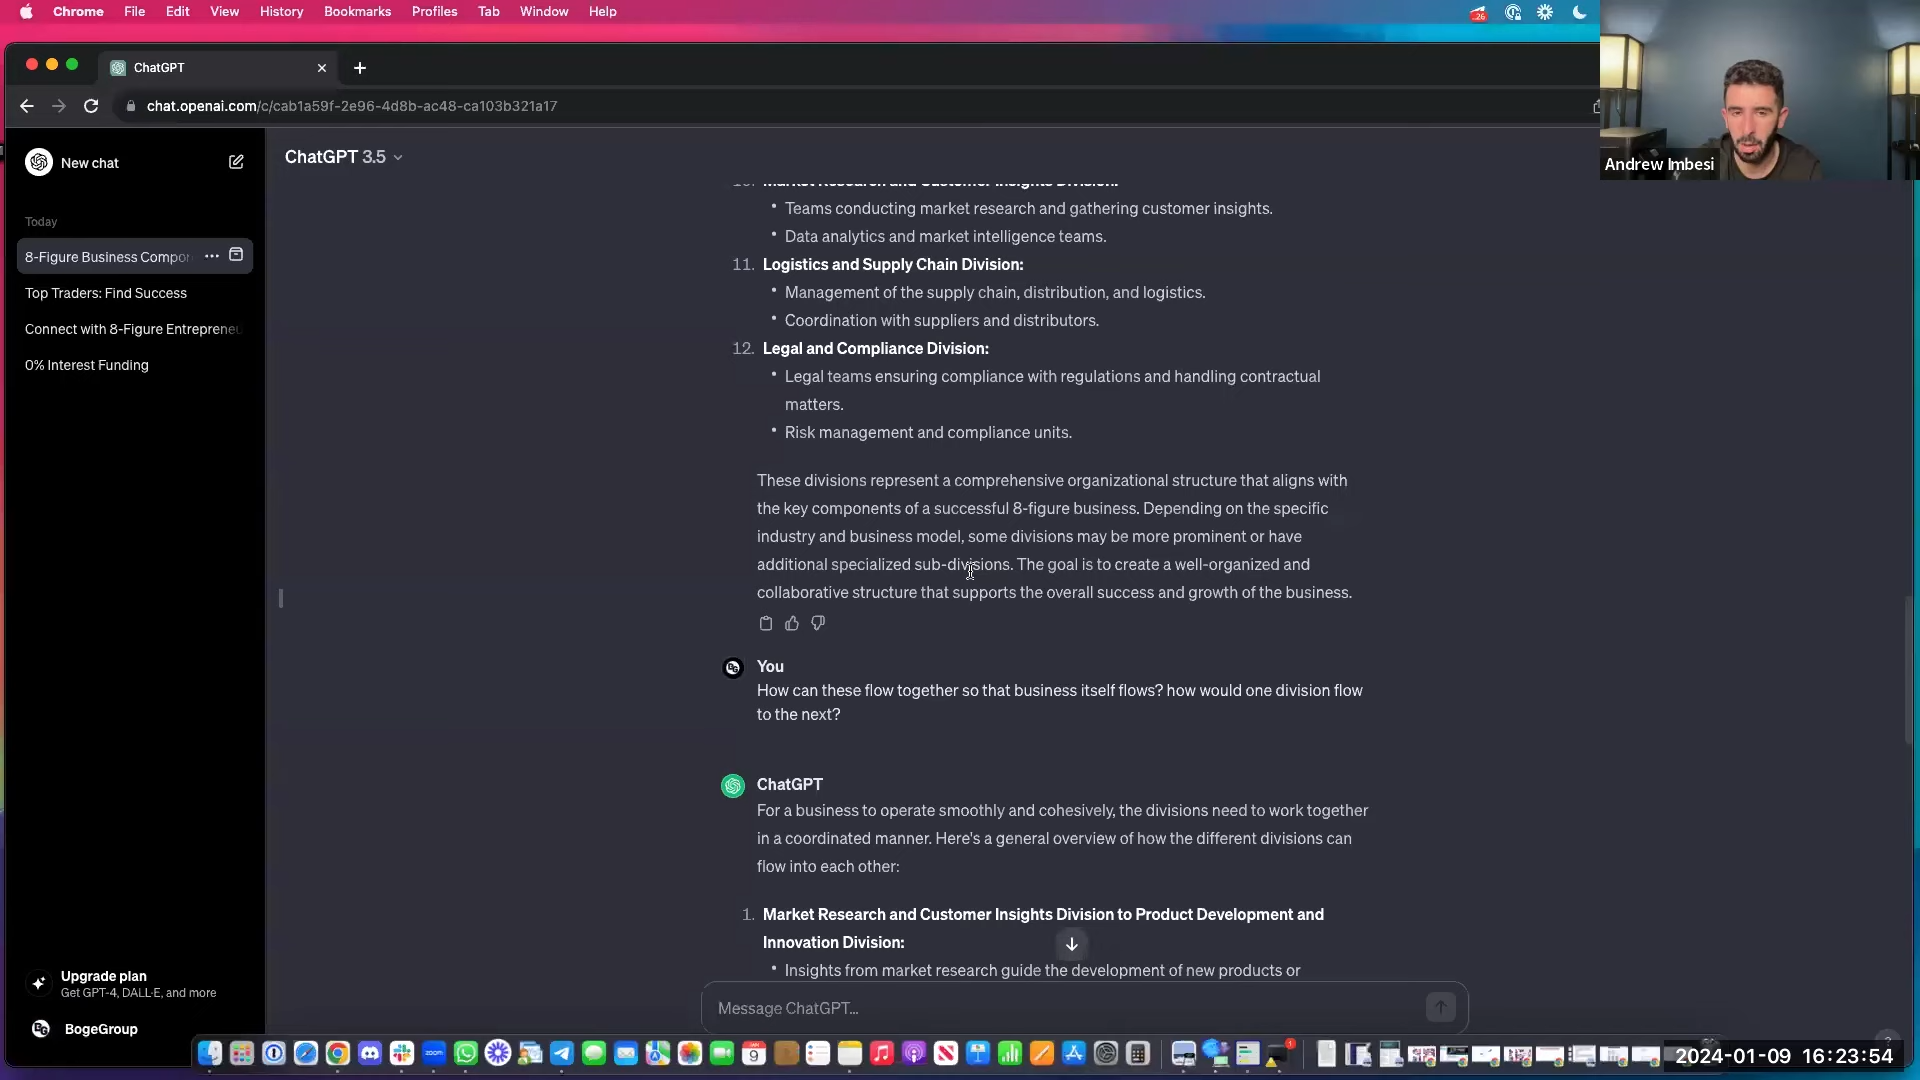 Chrome File Edit View History Bookmarks Profiles Tab Window Help
26
ChatGPT
chat.openai.com/c/cab1a59f-2e96-4d8b-ac48-ca103b321a17
Andrew Imbesi
New chat
Today
8-Figure Business Compor
Top Traders: Find Success
Connect with 8-Figure Entrepreneu
0% Interest Funding
Upgrade plan
Get GPT-4, DALL·E, and more
BogeGroup
ChatGPT 3.5
Market Research and Customer Insights Division:
• Teams conducting market research and gathering customer insights.
• Data analytics and market intelligence teams.
11. Logistics and Supply Chain Division:
• Management of the supply chain, distribution, and logistics.
• Coordination with suppliers and distributors.
12. Legal and Compliance Division:
• Legal teams ensuring compliance with regulations and handling contractual
matters.
• Risk management and compliance units.
These divisions represent a comprehensive organizational structure that aligns with
the key components of a successful 8-figure business. Depending on the specific
industry and business model, some divisions may be more prominent or have
additional specialized sub-divisions. The goal is to create a well-organized and
collaborative structure that supports the overall success and growth of the business.
You
How can these flow together so that business itself flows? how would one division flow
to the next?
ChatGPT
For a business to operate smoothly and cohesively, the divisions need to work together
in a coordinated manner. Here's a general overview of how the different divisions can
flow into each other:
1. Market Research and Customer Insights Division to Product Development and
Innovation Division:
• Insights from market research guide the development of new products or
Message ChatGPT...
zoom
9
2024-01-09 16:23:54